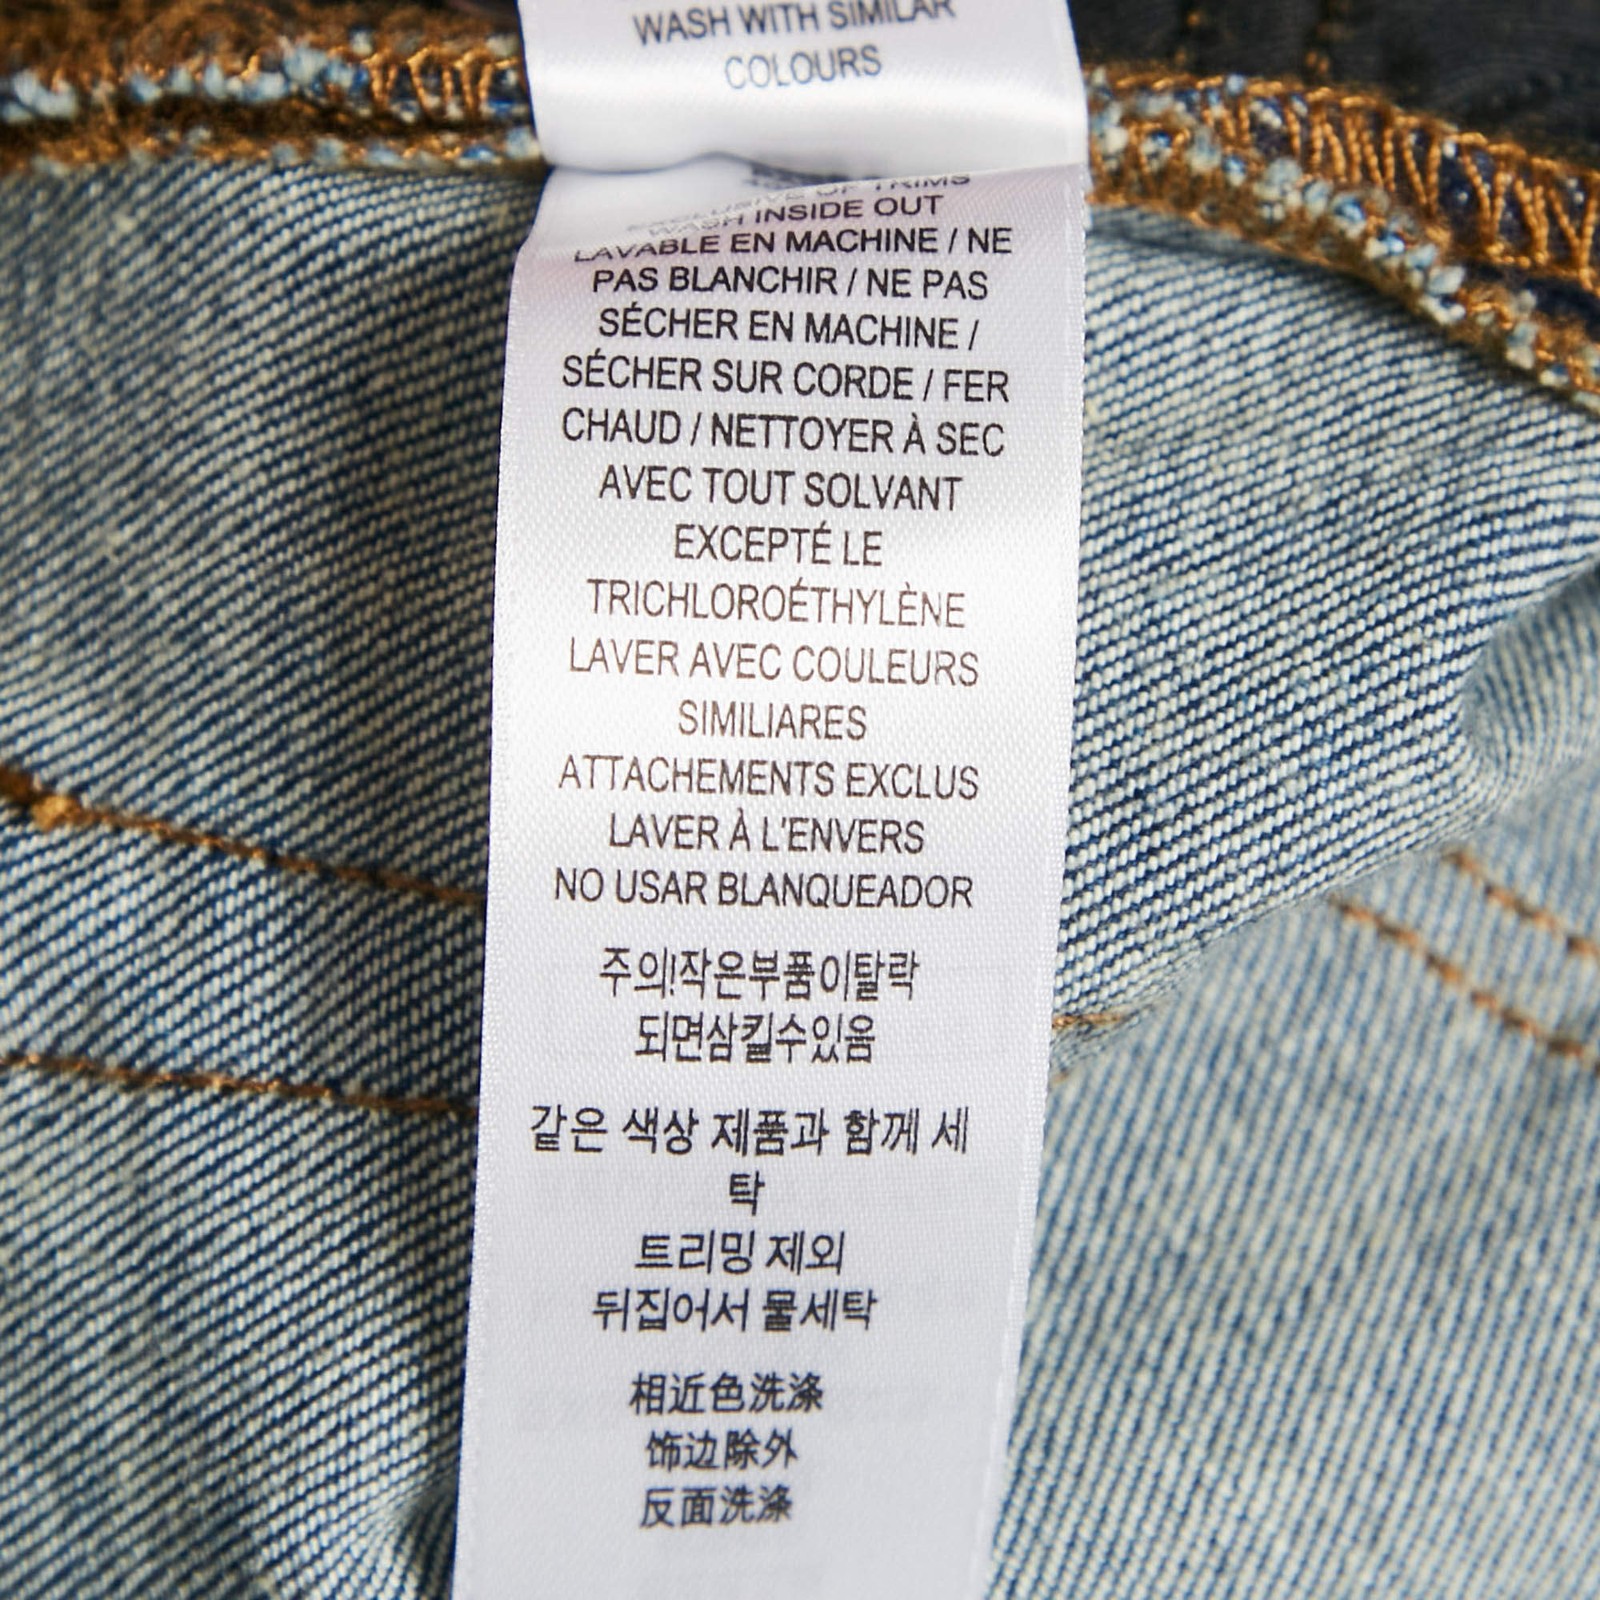 WASH WITH SIMILAR
COLOURS
EXCLUSIVE OF TRIMS
WASH INSIDE OUT
LAVABLE EN MACHINE / NE
PAS BLANCHIR / NE PAS
SÉCHER EN MACHINE /
SÉCHER SUR CORDE / FER
CHAUD / NETTOYER À SEC
AVEC TOUT SOLVANT
EXCEPTÉ LE
TRICHLOROÉTHYLÈNE
LAVER AVEC COULEURS
SIMILIARES
ATTACHEMENTS EXCLUS
LAVER À L'ENVERS
NO USAR BLANQUEADOR
주의!작은부품이탈락
되면삼킬수있음
같은 색상 제품과 함께 세
탁
트리밍 제외
뒤집어서 물세탁
相近色洗涤
饰边除外
反面洗涤